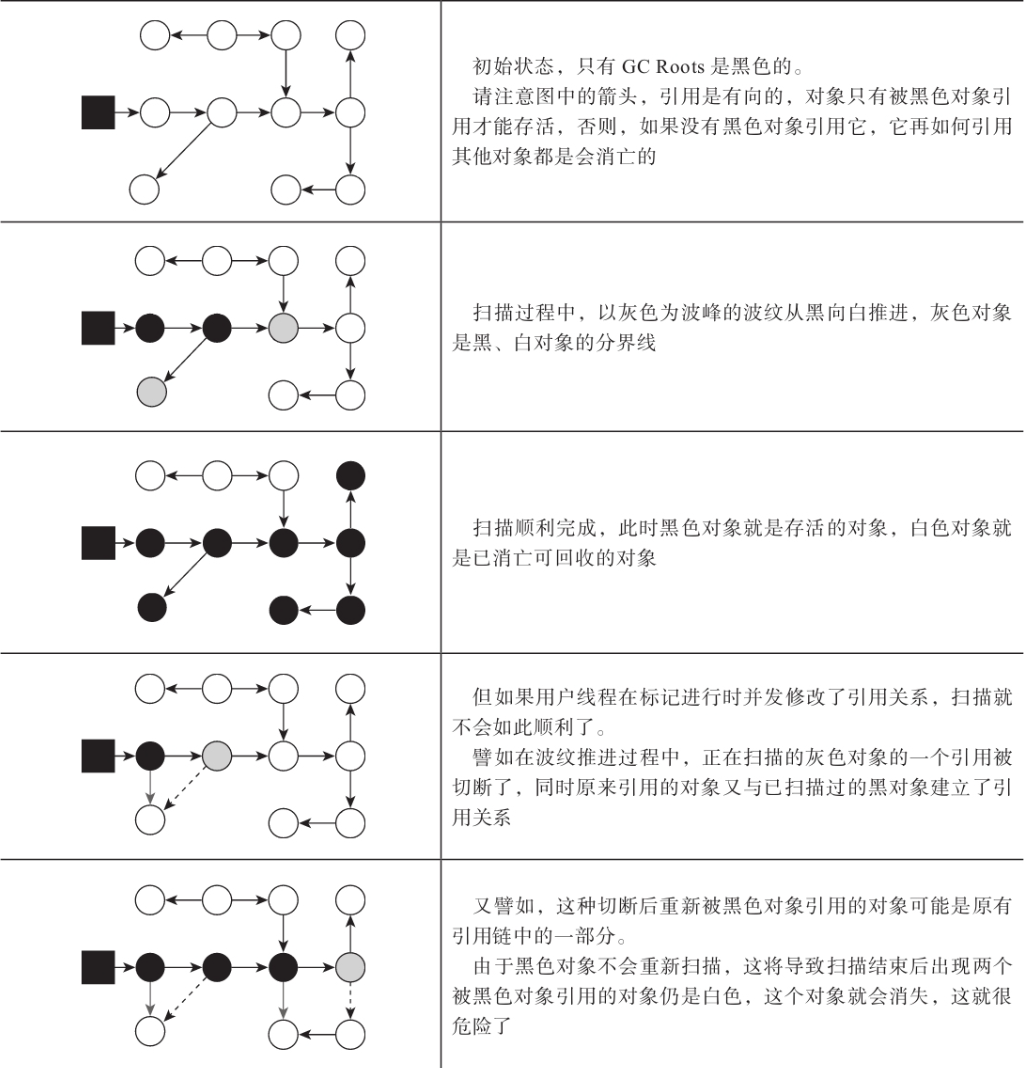 初始状态，只有 GC Roots 是黑色的。
请注意图中的箭头，引用是有向的，对象只有被黑色对象引
用才能存活，否则，如果没有黑色对象引用它，它再如何引用
其他对象都是会消亡的
扫描过程中，以灰色为波峰的波纹从黑向白推进，灰色对象
是黑、白对象的分界线
扫描顺利完成，此时黑色对象就是存活的对象，白色对象就
是已消亡可回收的对象
但如果用户线程在标记进行时并发修改了引用关系，扫描就
不会如此顺利了。
譬如在波纹推进过程中，正在扫描的灰色对象的一个引用被
切断了，同时原来引用的对象又与已扫描过的黑对象建立了引
用关系
又譬如，这种切断后重新被黑色对象引用的对象可能是原有
引用链中的一部分。
由于黑色对象不会重新扫描，这将导致扫描结束后出现两个
被黑色对象引用的对象仍是白色，这个对象就会消失，这就很
危险了